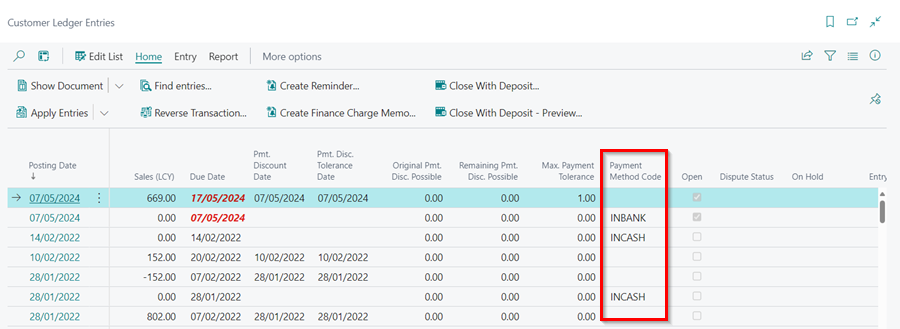 Customer Ledger Entries
Edit List Home Entry Report More options
Show Document Find entries... Create Reminder... Close With Deposit...
Apply Entries Reverse Transaction... Create Finance Charge Memo... Close With Deposit - Preview...
Posting Date ↓ Sales (LCY) Due Date Pmt. Discount Date Pmt. Disc. Tolerance Date Original Pmt. Disc. Possible Remaining Pmt. Disc. Possible Max. Payment Tolerance Payment Method Code Open Dispute Status On Hold Entry
→ 07/05/2024 669.00 17/05/2024 07/05/2024 07/05/2024 0.00 0.00 1.00
07/05/2024 0.00 07/05/2024 0.00 0.00 0.00 INBANK
14/02/2022 0.00 14/02/2022 0.00 0.00 0.00 INCASH
10/02/2022 152.00 20/02/2022 10/02/2022 10/02/2022 0.00 0.00 0.00
28/01/2022 -152.00 07/02/2022 28/01/2022 28/01/2022 0.00 0.00 0.00
28/01/2022 0.00 28/01/2022 0.00 0.00 0.00 INCASH
28/01/2022 802.00 07/02/2022 28/01/2022 28/01/2022 0.00 0.00 0.00